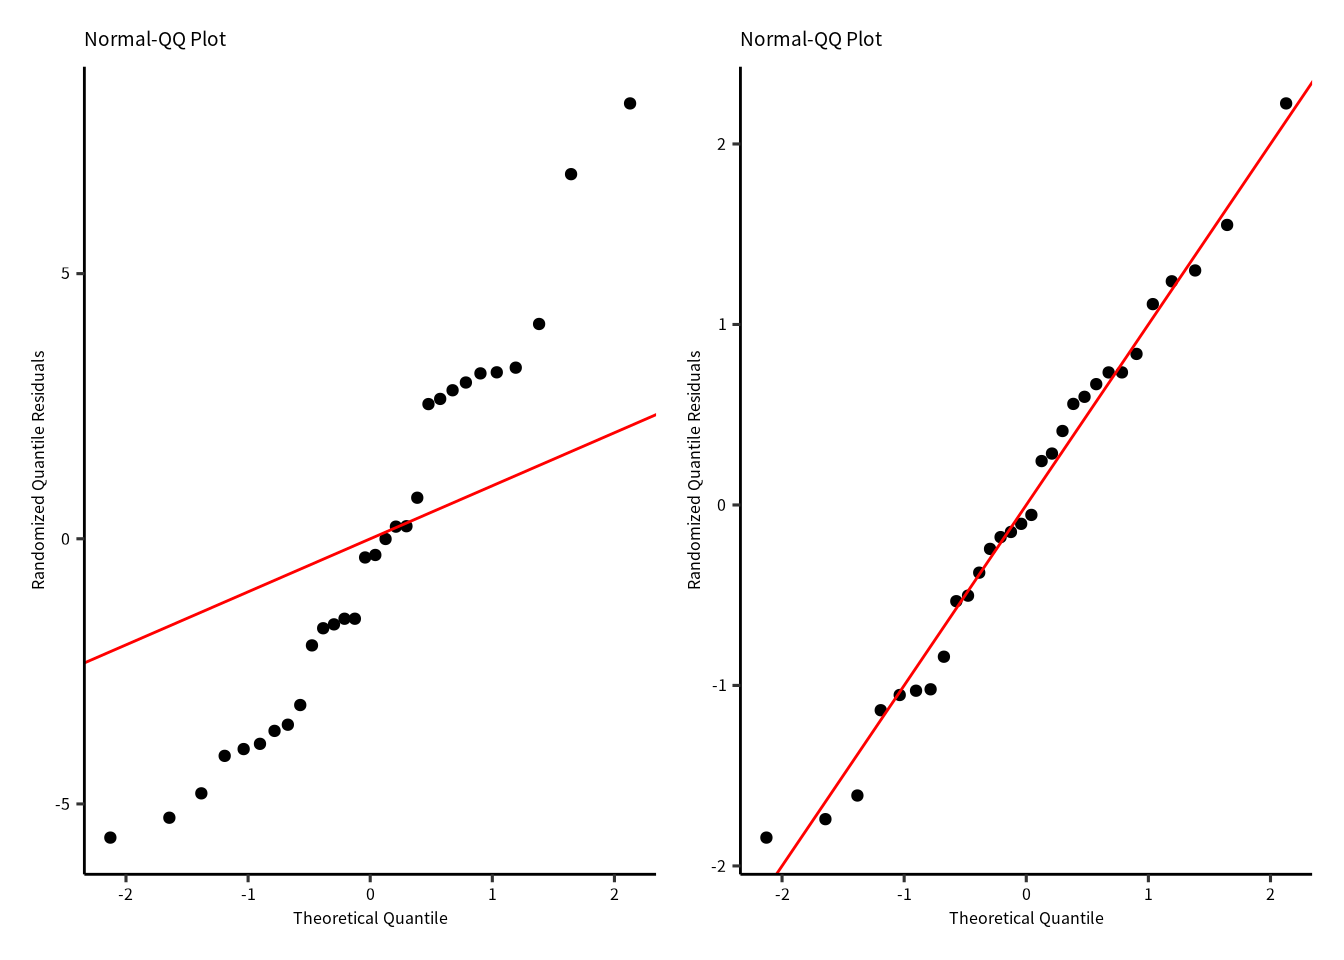 Normal-QQ Plot
Randomized Quantile Residuals
5
0
-5
-2 -1 0 1 2
Theoretical Quantile
Normal-QQ Plot
Randomized Quantile Residuals
2
1
0
-1
-2
-2 -1 0 1 2
Theoretical Quantile